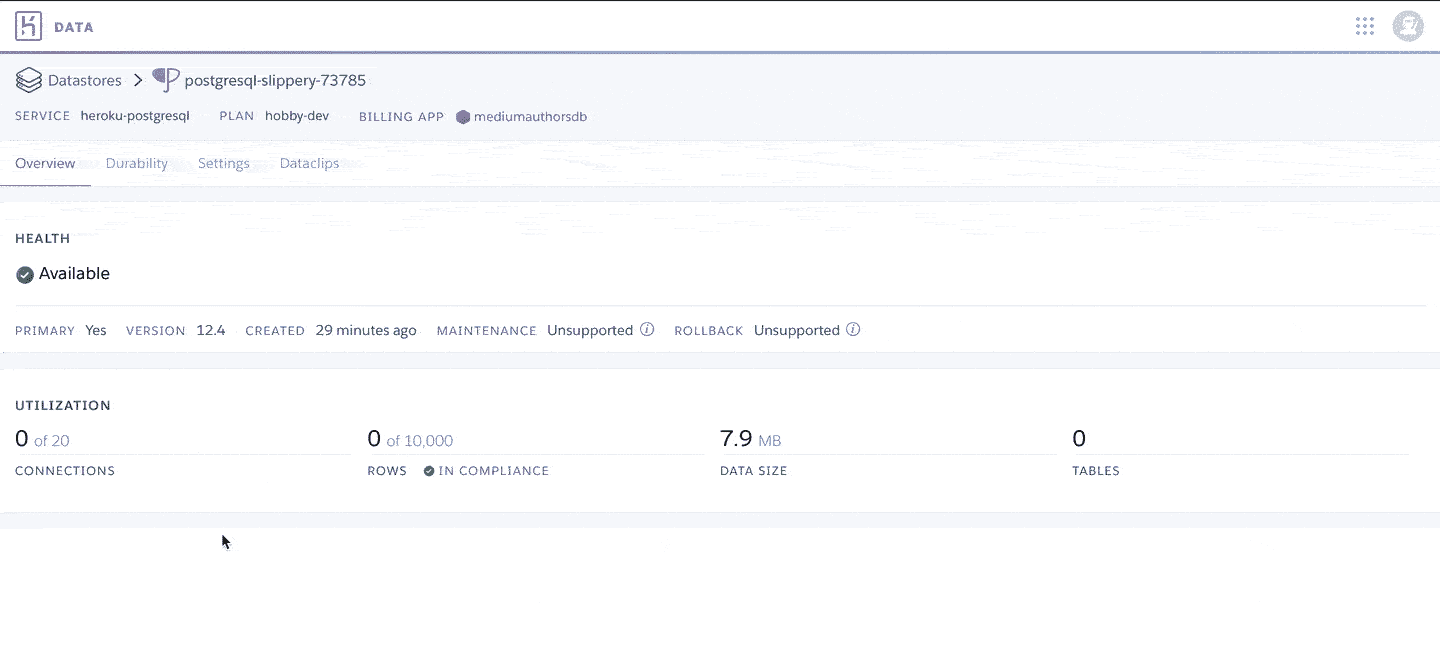 DATA
Datastores > postgresql-slippery-73785
SERVICE heroku-postgresql PLAN hobby-dev BILLING APP mediumauthorsdb
Overview Durability Settings Dataclips
HEALTH
Available
PRIMARY Yes VERSION 12.4 CREATED 29 minutes ago MAINTENANCE Unsupported ROLLBACK Unsupported
UTILIZATION
0 of 20 0 of 10,000 7.9 MB 0
CONNECTIONS ROWS IN COMPLIANCE DATA SIZE TABLES